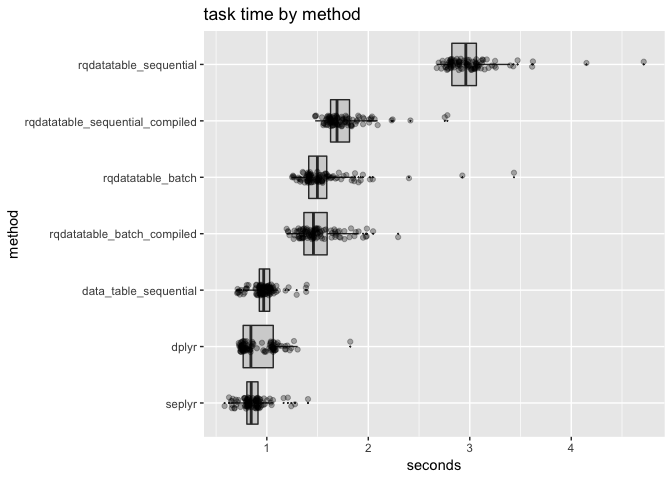 task time by method
rqdatatable_sequential
rqdatatable_sequential_compiled
rqdatatable_batch
rqdatatable_batch_compiled
data_table_sequential
dplyr
seplyr
method
1 2 3 4
seconds